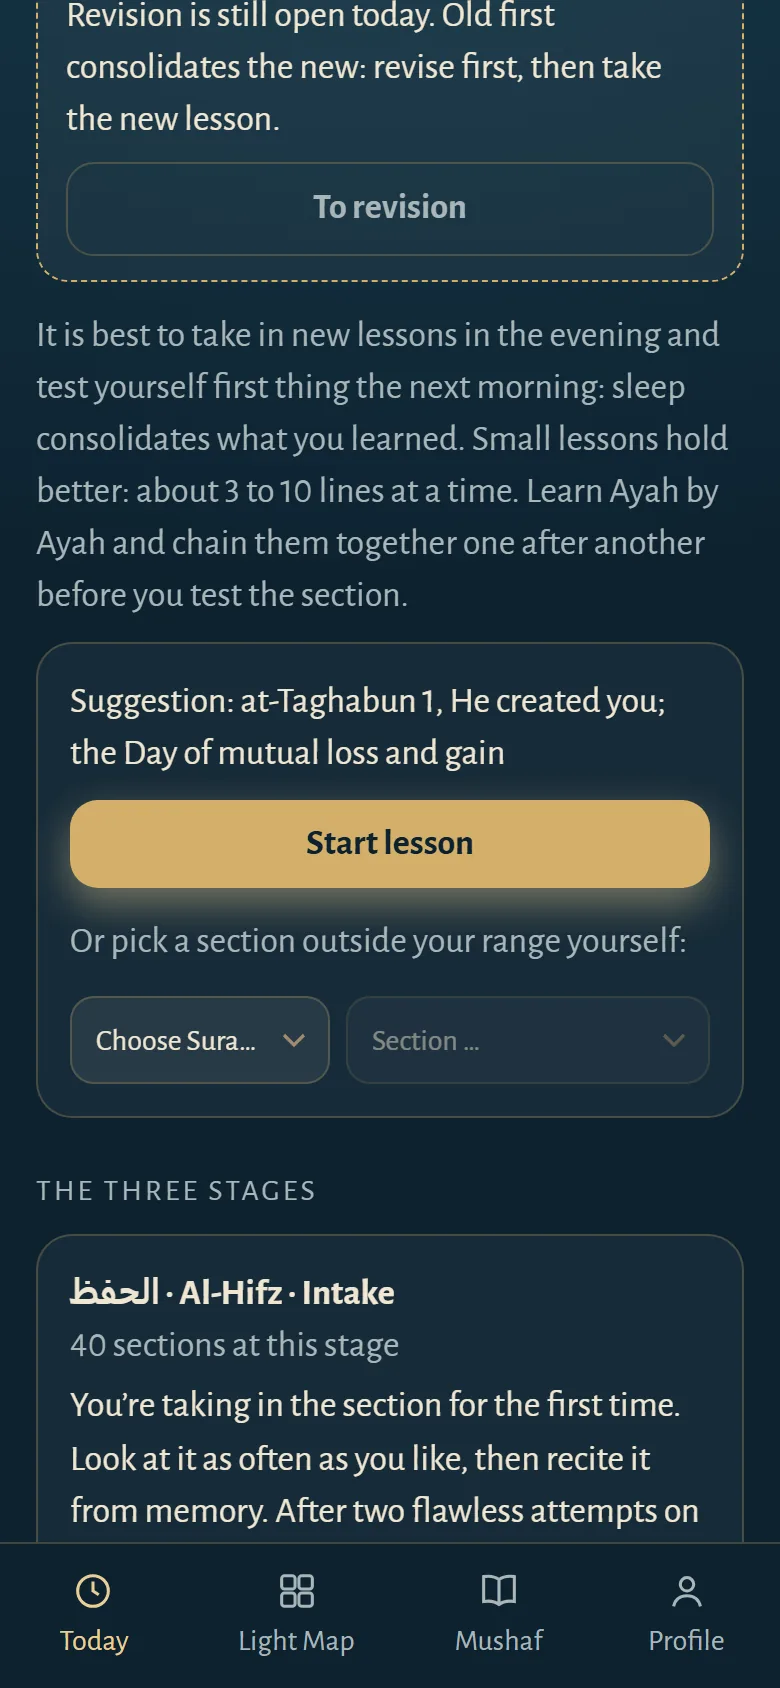 Revision is still open today. Old first
consolidates the new: revise first, then take
the new lesson.
To revision
It is best to take in new lessons in the evening and
test yourself first thing the next morning: sleep
consolidates what you learned. Small lessons hold
better: about 3 to 10 lines at a time. Learn Ayah by
Ayah and chain them together one after another
before you test the section.
Suggestion: at-Taghabun 1, He created you;
the Day of mutual loss and gain
Start lesson
Or pick a section outside your range yourself:
Choose Sura...
Section ...
THE THREE STAGES
الحفظ · Al-Hifz · Intake
40 sections at this stage
You’re taking in the section for the first time.
Look at it as often as you like, then recite it
from memory. After two flawless attempts on
Today
Light Map
Mushaf
Profile